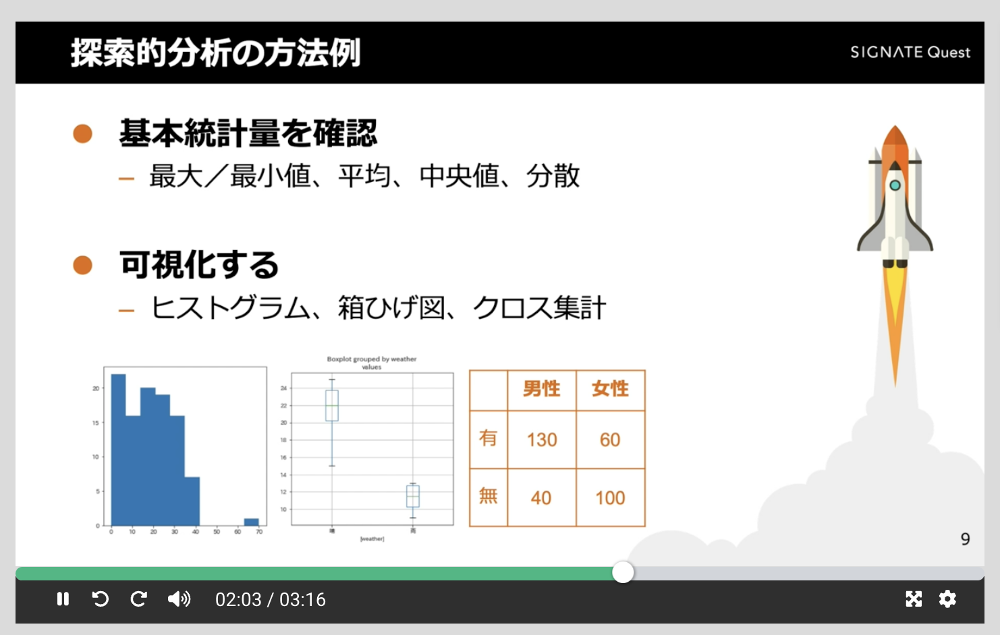 探索的分析の方法例
SIGNATE Quest
基本統計量を確認
– 最大／最小値、平均、中央値、分散
可視化する
– ヒストグラム、箱ひげ図、クロス集計
20
15
10
5
0
0 10 20 30 40 50 60 70
Boxplot grouped by weather
values
24
22
20
18
16
14
12
10
晴 雨
[weather]
男性 女性
有 130 60
無 40 100
9
02:03 / 03:16